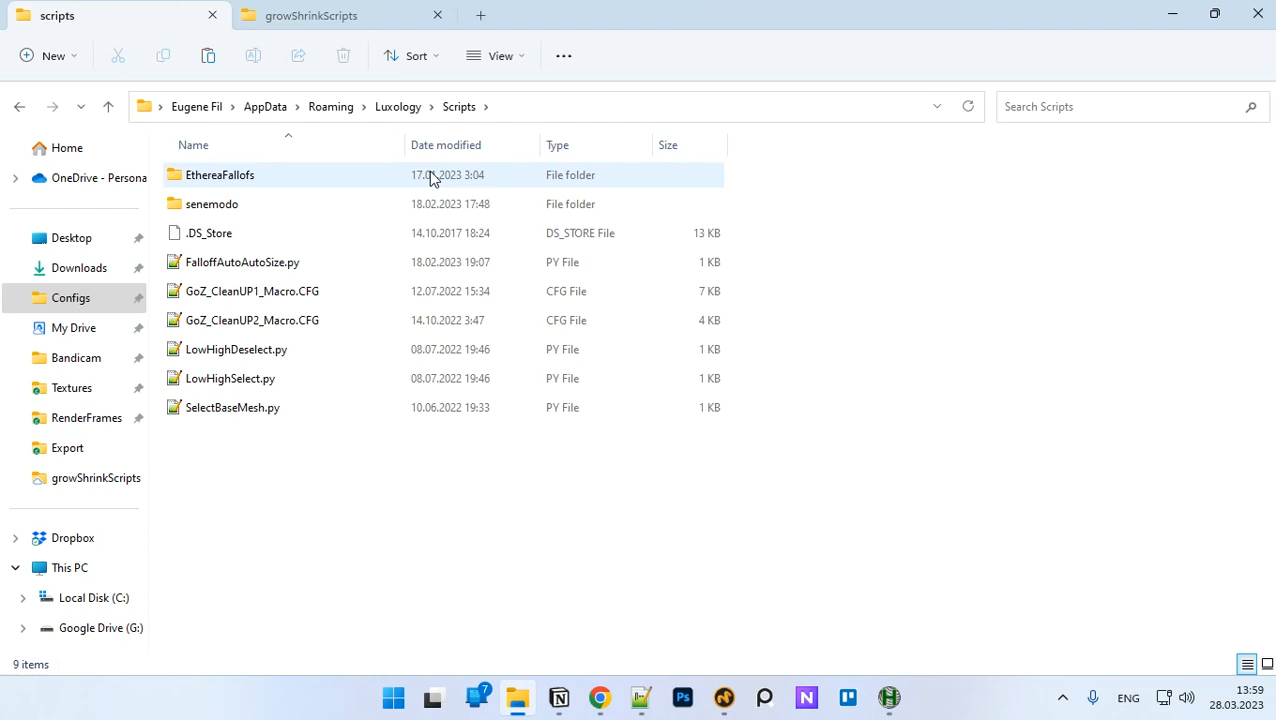 scripts
growShrinkScripts
New
Sort
View
Eugene Fil
AppData
Roaming
Luxology
Scripts
Search Scripts
Home
OneDrive - Persona
Desktop
Downloads
Configs
My Drive
Bandicam
Textures
RenderFrames
Export
growShrinkScripts
Dropbox
This PC
Local Disk (C:)
Google Drive (G:)
Name Date modified Type Size
EthereaFallofs 2023 3:04 File folder
senemodo 18.02.2023 17:48 File folder
.DS_Store 14.10.2017 18:24 DS_STORE File 13 KB
FalloffAutoAutoSize.py 18.02.2023 19:07 PY File 1 KB
GoZ_CleanUP1_Macro.CFG 12.07.2022 15:34 CFG File 7 KB
GoZ_CleanUP2_Macro.CFG 14.10.2022 3:47 CFG File 4 KB
LowHighDeselect.py 08.07.2022 19:46 PY File 1 KB
LowHighSelect.py 08.07.2022 19:46 PY File 1 KB
SelectBaseMesh.py 10.06.2022 19:33 PY File 1 KB
9 items
7
Ps
N
ENG
13:59
28.03.2023